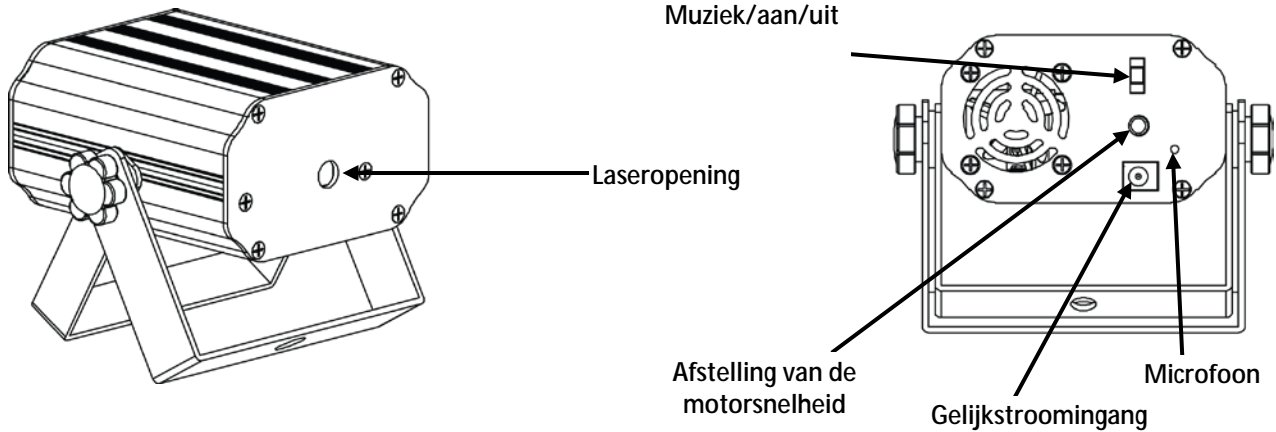 Muziek/aan/uit
Laseropening
Afstelling van de
motorsnelheid
Microfoon
Gelijkstroomingang